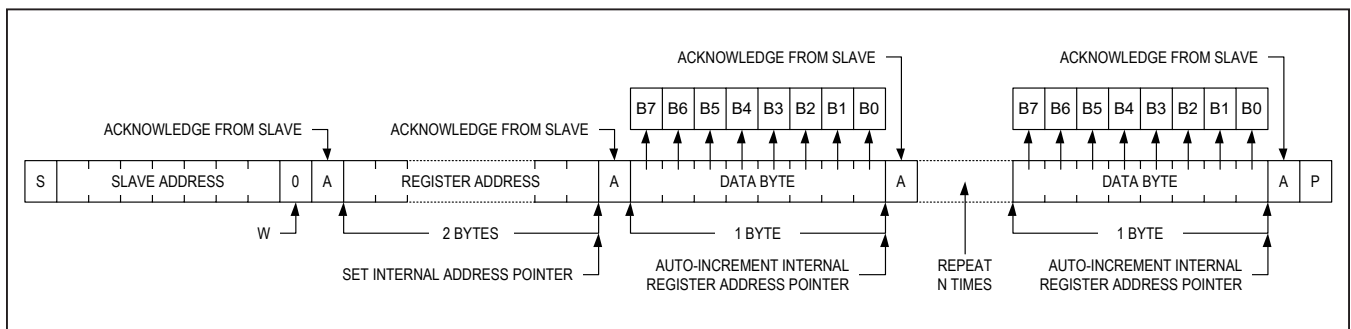 ACKNOWLEDGE FROM SLAVE
ACKNOWLEDGE FROM SLAVE
B7 B6 B5 B4 B3 B2 B1 B0
B7 B6 B5 B4 B3 B2 B1 B0
ACKNOWLEDGE FROM SLAVE
ACKNOWLEDGE FROM SLAVE
S SLAVE ADDRESS 0 A REGISTER ADDRESS A DATA BYTE A DATA BYTE A P
W
2 BYTES
1 BYTE
1 BYTE
SET INTERNAL ADDRESS POINTER
AUTO-INCREMENT INTERNAL
REGISTER ADDRESS POINTER
REPEAT
N TIMES
AUTO-INCREMENT INTERNAL
REGISTER ADDRESS POINTER